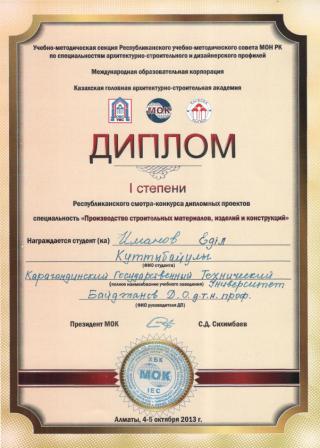 Учебно-методическая секция Республиканского учебно-методического совета МОН РК
по специальностям архитектурно-строительного и дизайнерского профилей
Международная образовательная корпорация
Казахская головная архитектурно-строительная академия
МОК
ДИПЛОМ
I степени
Республиканского смотра-конкурса дипломных проектов
специальность «Производство строительных материалов, изделий и конструкций»
Награждается студент (ка) Иманов Еділ
Куттыбайулы
(ФИО студента)
Карагандинский Государственный Технический
(полное наименование учебного заведения) Университет
Байджанов Д.О. д.т.н. проф.
(ФИО руководителя ДП)
Президент МОК С.Д. Сихимбаев
МОК
IEC
Алматы, 4-5 октября 2013 г.